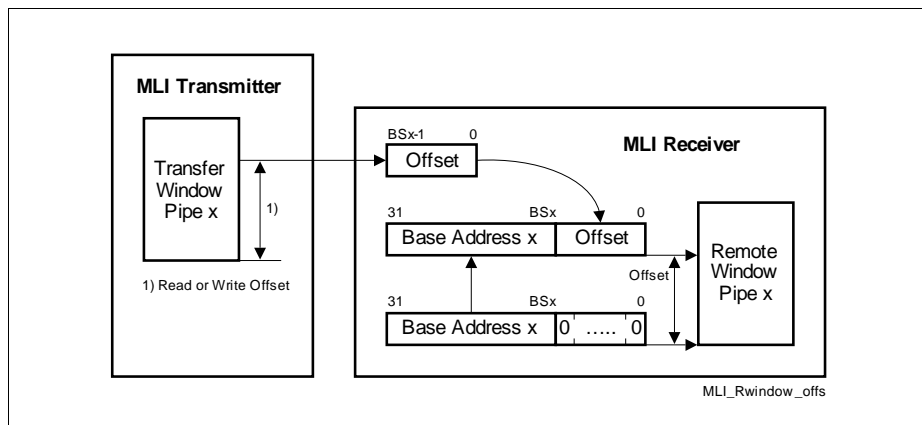 MLI Transmitter
Transfer
Window
Pipe x
1)
1) Read or Write Offset
MLI Receiver
BSx-1 0
Offset
31 BSx 0
Base Address x Offset
Offset
31 BSx 0
Base Address x 0 ..... 0
Remote
Window
Pipe x
MLI_Rwindow_offs